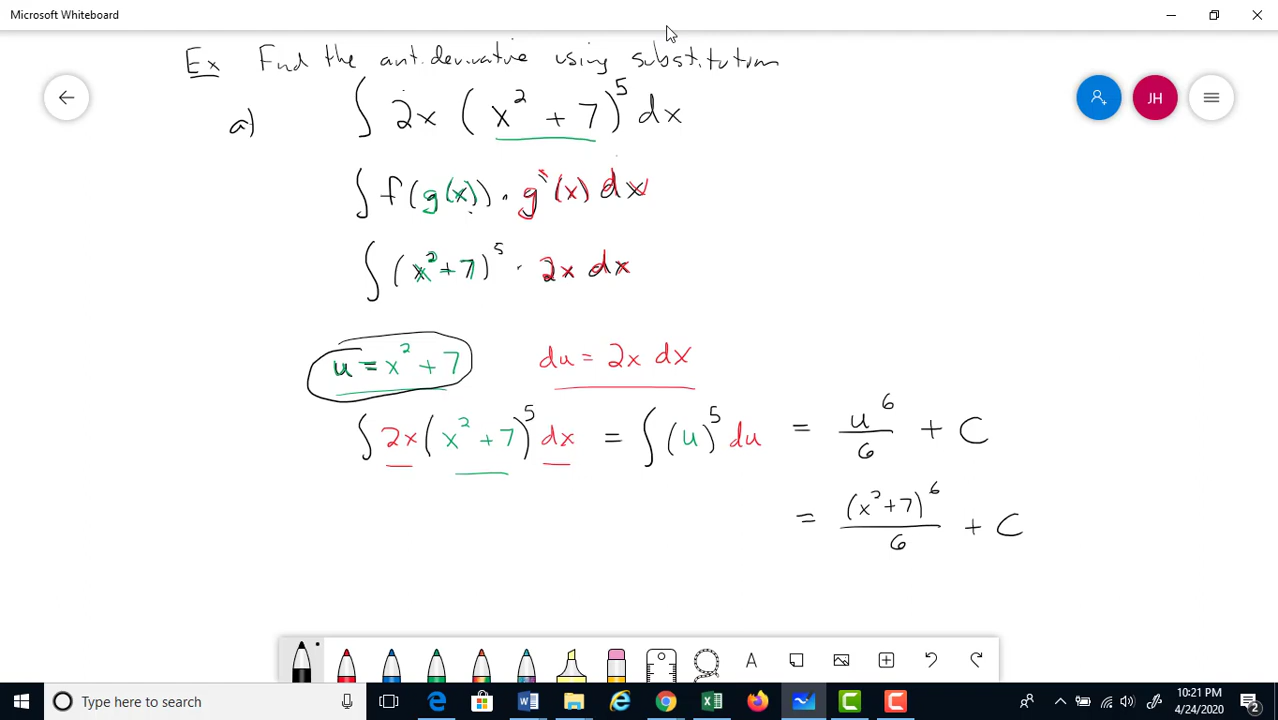 Microsoft Whiteboard
Ex Find the antiderivative using substitution
a) ∫ 2x (x² + 7)⁵ dx
JH
∫ f(g(x)) · g'(x) dx
∫ (x²+7)⁵ · 2x dx
u = x² + 7 du = 2x dx
∫ 2x (x² + 7)⁵ dx = ∫ (u)⁵ du = u⁶/6 + C
= (x²+7)⁶/6 + C
A
Type here to search
10:21 PM
4/24/2020
2